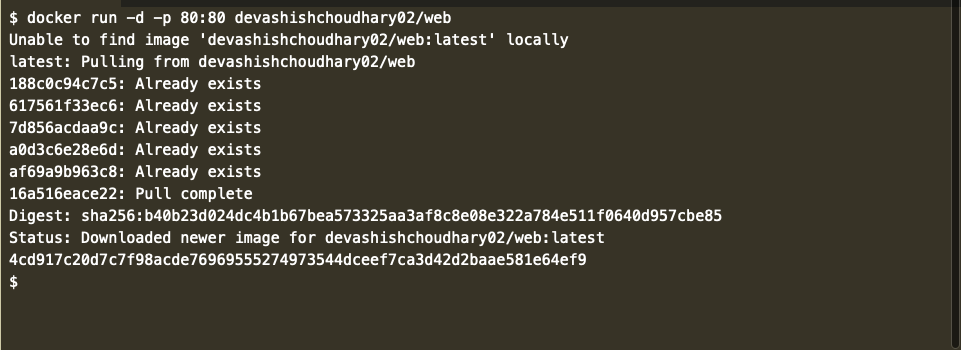 $ docker run -d -p 80:80 devashishchoudhary02/web
Unable to find image 'devashishchoudhary02/web:latest' locally
latest: Pulling from devashishchoudhary02/web
188c0c94c7c5: Already exists
617561f33ec6: Already exists
7d856acdaa9c: Already exists
a0d3c6e28e6d: Already exists
af69a9b963c8: Already exists
16a516eace22: Pull complete
Digest: sha256:b40b23d024dc4b1b67bea573325aa3af8c8e08e322a784e511f0640d957cbe85
Status: Downloaded newer image for devashishchoudhary02/web:latest
4cd917c20d7c7f98acde76969555274973544dceef7ca3d42d2baae581e64ef9
$